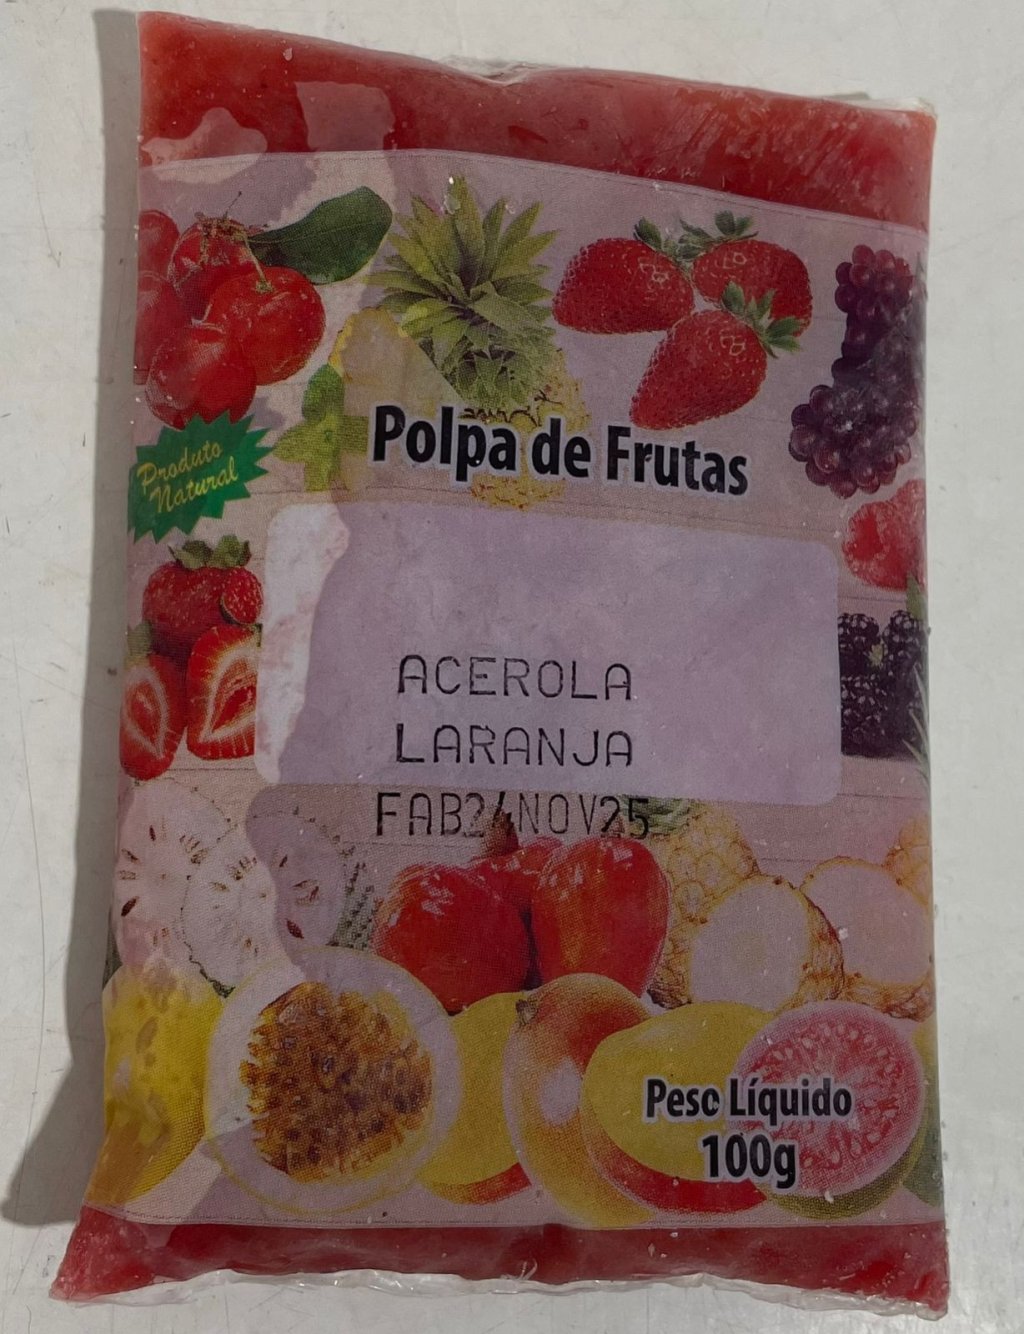 Polpa de Frutas
Produto
Natural
ACEROLA
LARANJA
FAB24NOV25
Peso Líquido
100g